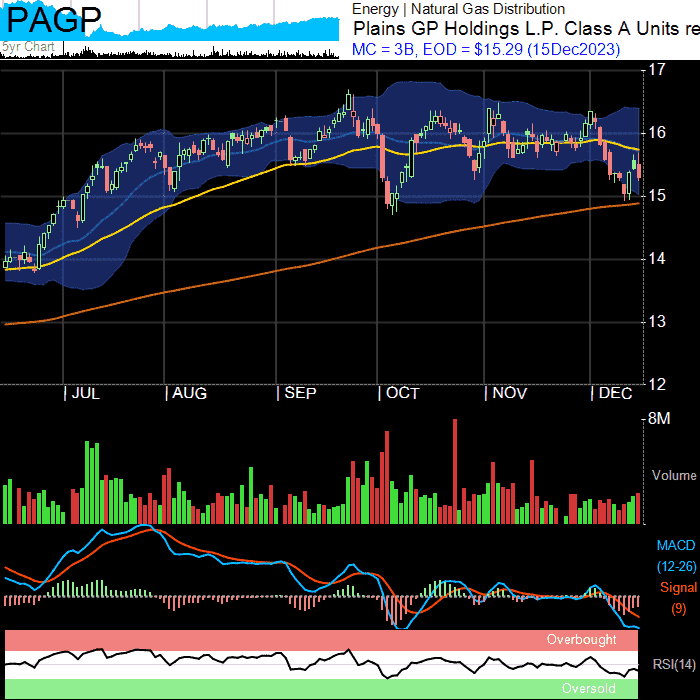 PAGP
5yr Chart
Energy | Natural Gas Distribution
Plains GP Holdings L.P. Class A Units re
MC = 3B, EOD = $15.29 (15Dec2023)
17
16
15
14
13
12
JUL
AUG
SEP
OCT
NOV
DEC
8M
Volume
MACD
(12-26)
Signal
(9)
Overbought
RSI(14)
Oversold